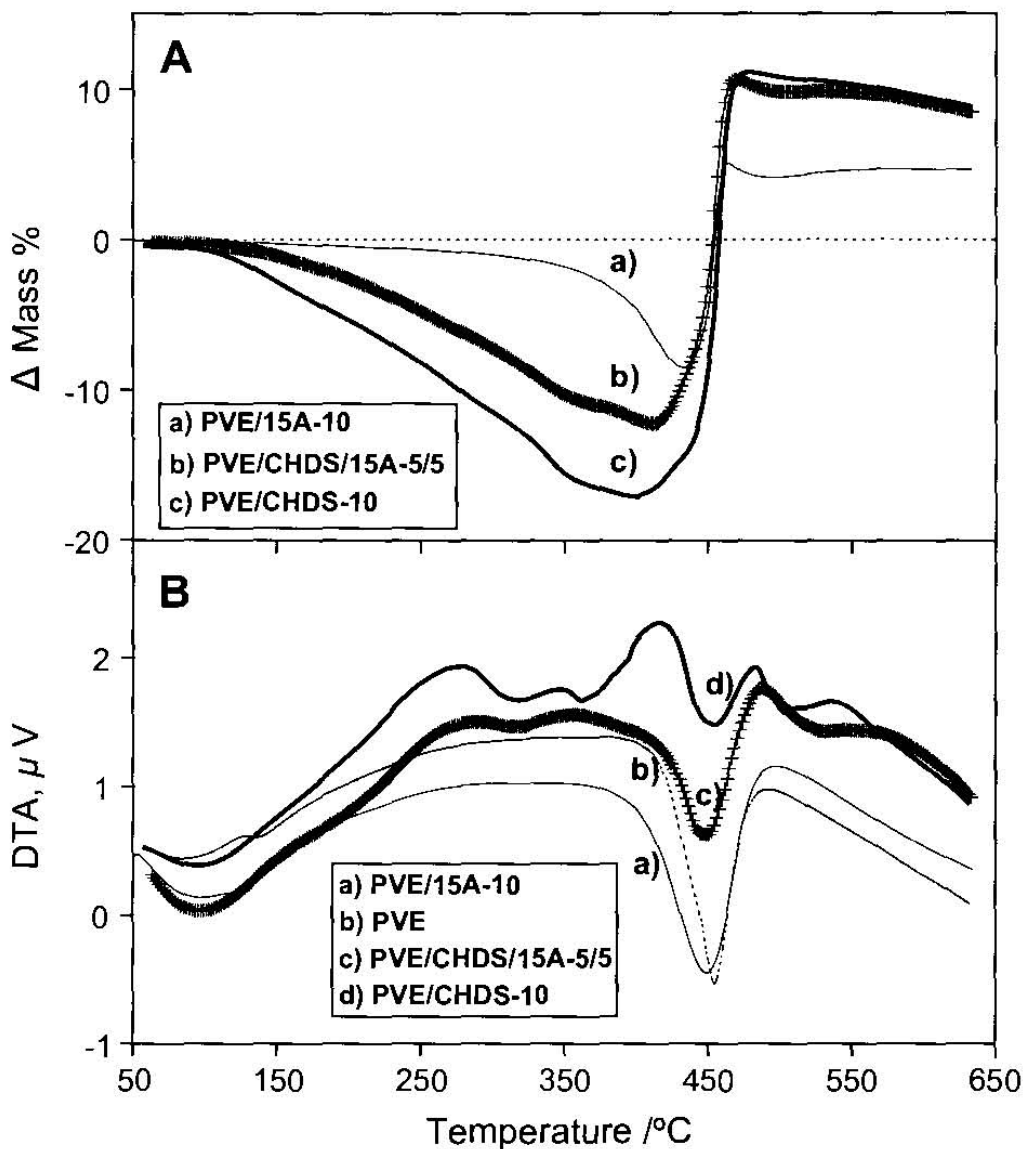 A
10
0
-10
-20
Δ Mass %
a)
b)
c)
a) PVE/15A-10
b) PVE/CHDS/15A-5/5
c) PVE/CHDS-10
B
2
1
0
-1
DTA, μ V
d)
b)
c)
a)
a) PVE/15A-10
b) PVE
c) PVE/CHDS/15A-5/5
d) PVE/CHDS-10
50 150 250 350 450 550 650
Temperature /ºC